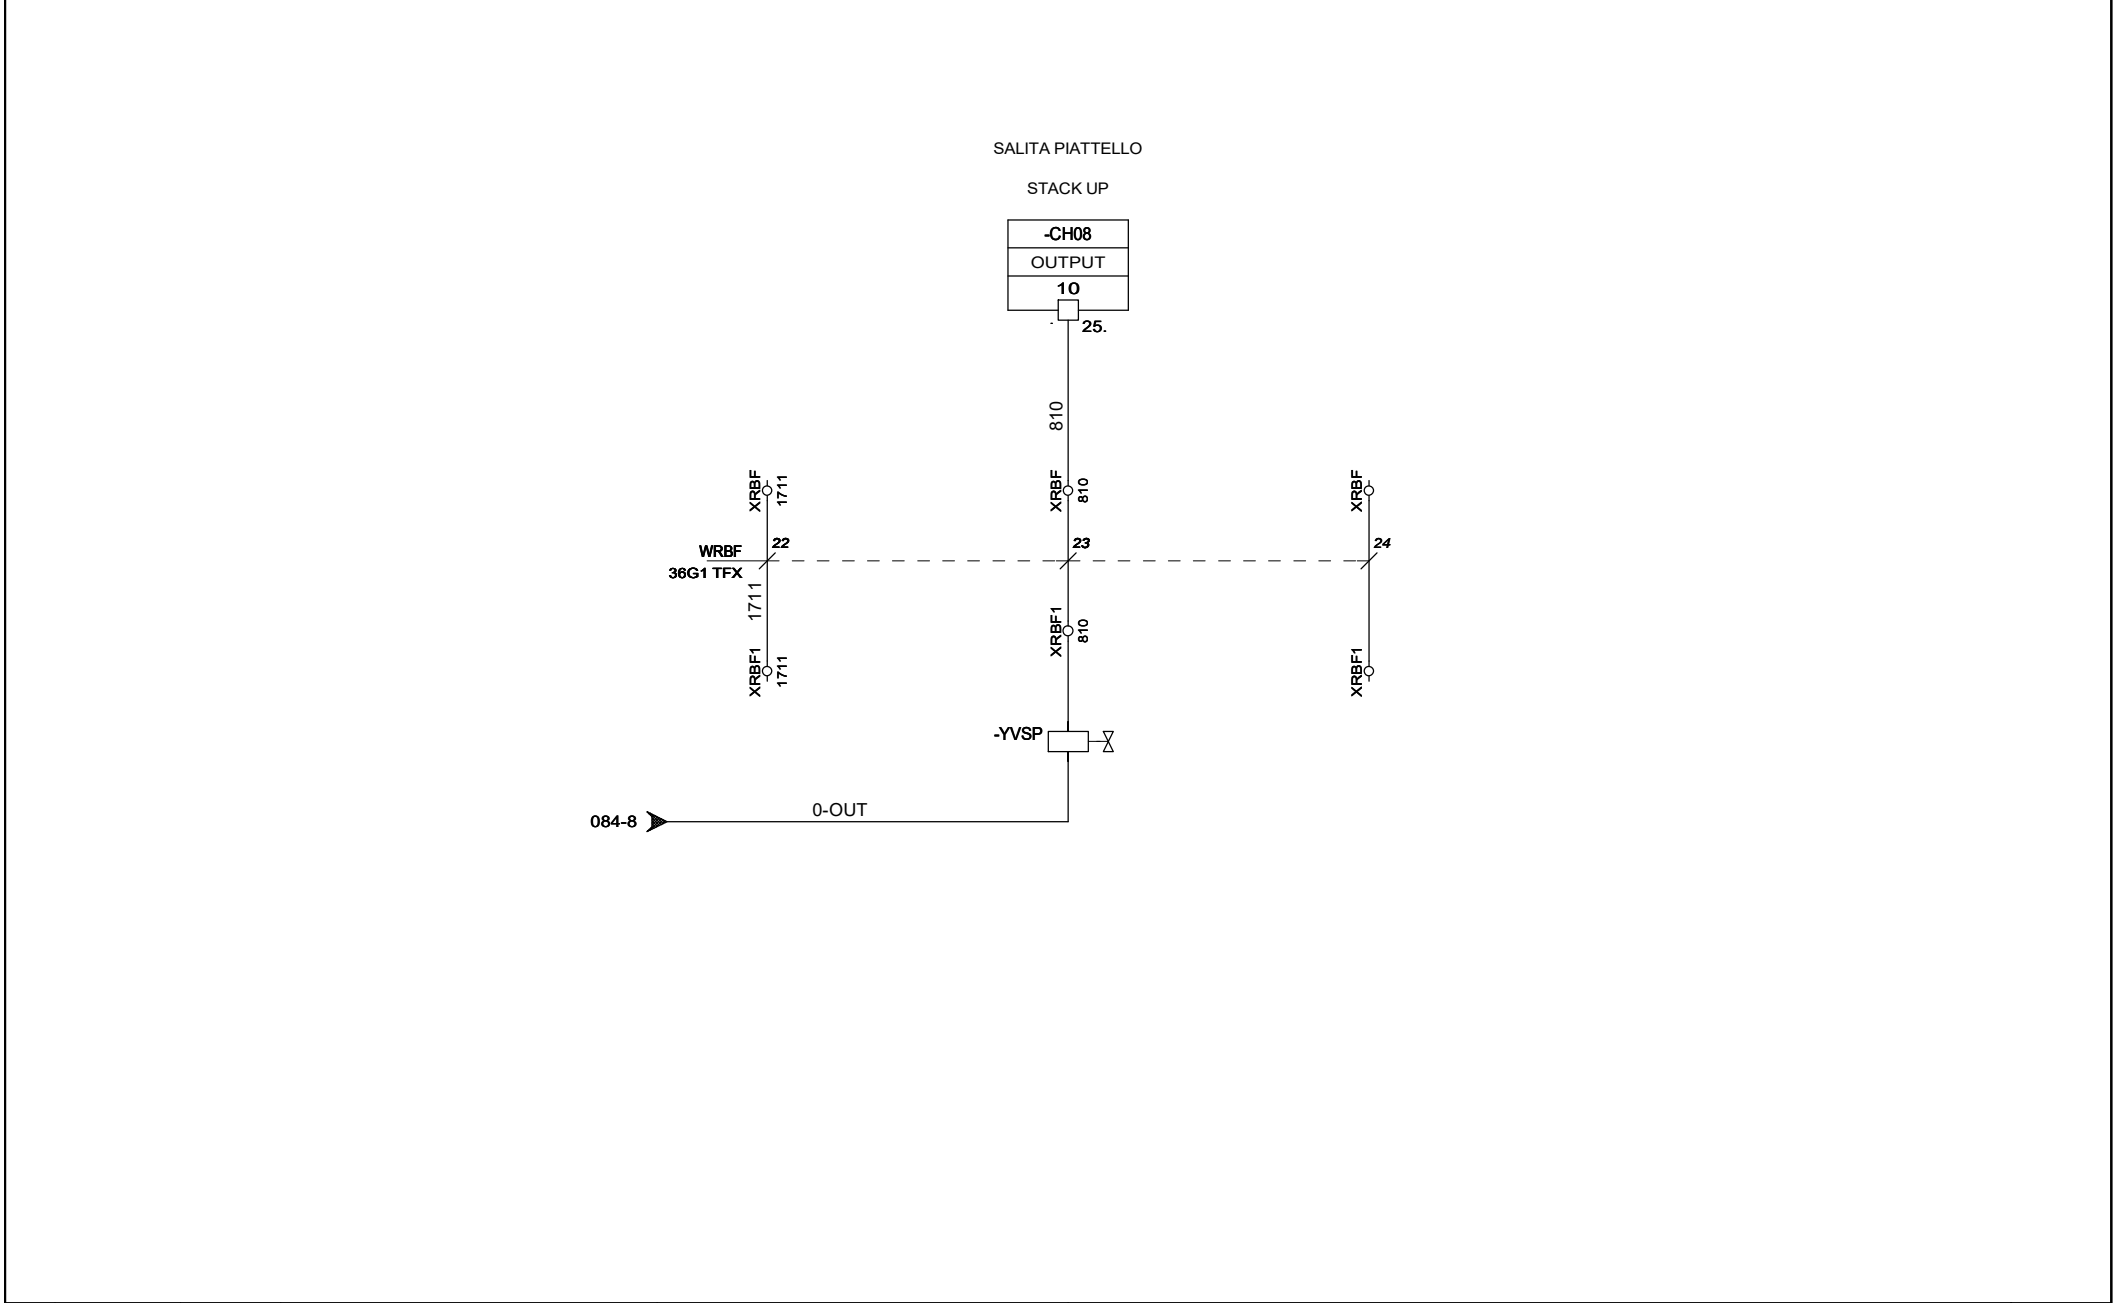 SALITA PIATTELLO
STACK UP
-CH08
OUTPUT
10
25.
810
XRBF
1711
XRBF
810
XRBF
22
23
24
WRBF
36G1 TFX
1711
XRBF1
810
XRBF1
1711
XRBF1
-YVSP
0-OUT
084-8